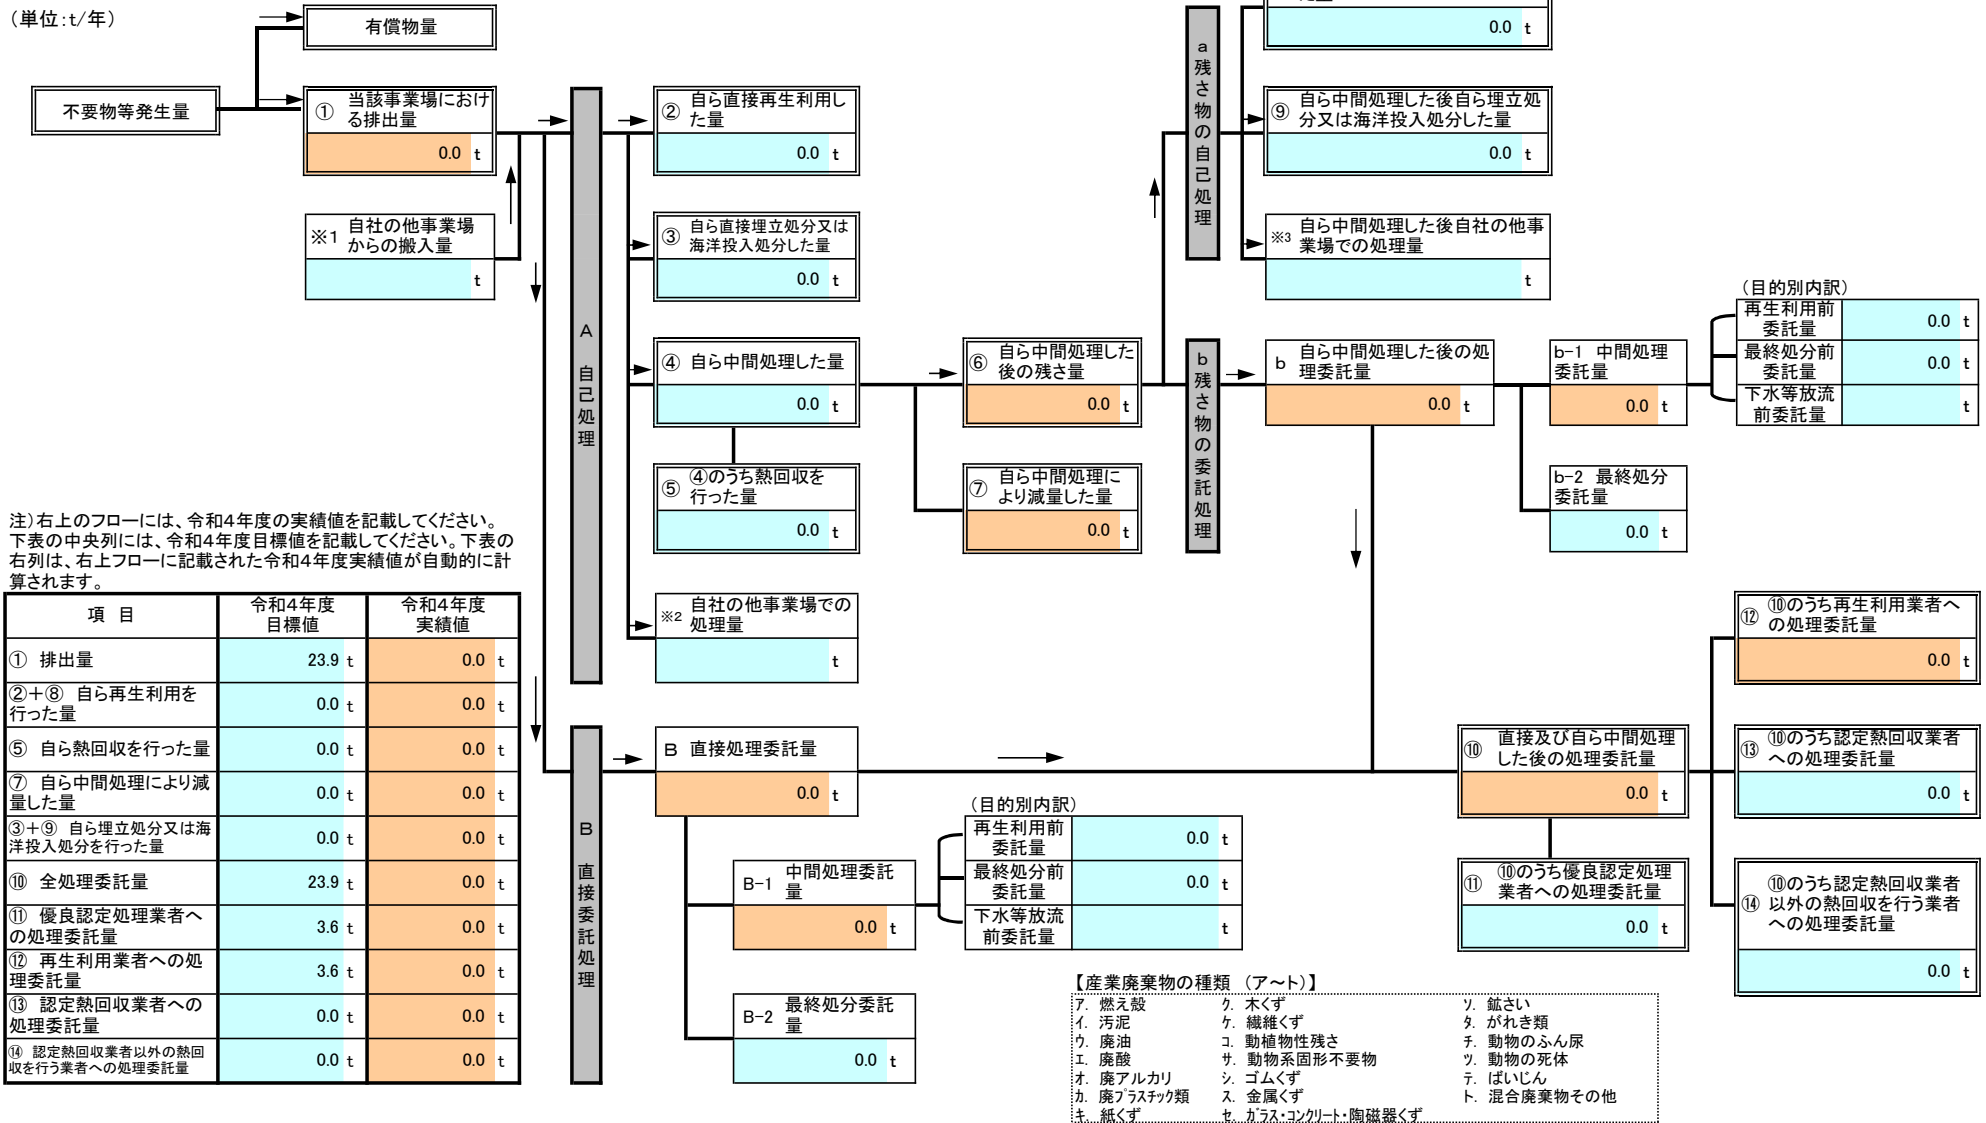 （単位：t/年）
有償物量
不要物等発生量
① 当該事業場におけ
る排出量
0.0 t
※1 自社の他事業場
からの搬入量
t
A 自己処理
② 自ら直接再生利用し
た量
0.0 t
③ 自ら直接埋立処分又は
海洋投入処分した量
0.0 t
④ 自ら中間処理した量
0.0 t
⑤ ④のうち熱回収を
行った量
0.0 t
※2 自社の他事業場での
処理量
t
⑥ 自ら中間処理した
後の残さ量
0.0 t
⑦ 自ら中間処理に
より減量した量
0.0 t
a 残さ物の自己処理
0.0 t
⑨ 自ら中間処理した後自ら埋立処
分又は海洋投入処分した量
0.0 t
※3 自ら中間処理した後自社の他事
業場での処理量
t
b 残さ物の委託処理
b 自ら中間処理した後の処
理委託量
0.0 t
b-1 中間処理
委託量
0.0 t
b-2 最終処分
委託量
0.0 t
（目的別内訳）
再生利用前
委託量 0.0 t
最終処分前
委託量 0.0 t
下水等放流
前委託量 t
注）右上のフローには、令和4年度の実績値を記載してください。
下表の中央列には、令和4年度目標値を記載してください。下表の
右列は、右上フローに記載された令和4年度実績値が自動的に計
算されます。
項 目 令和4年度 目標値 令和4年度 実績値
① 排出量 23.9 t 0.0 t
②＋⑧ 自ら再生利用を
行った量 0.0 t 0.0 t
⑤ 自ら熱回収を行った量 0.0 t 0.0 t
⑦ 自ら中間処理により減
量した量 0.0 t 0.0 t
③＋⑨ 自ら埋立処分又は海
洋投入処分を行った量 0.0 t 0.0 t
⑩ 全処理委託量 23.9 t 0.0 t
⑪ 優良認定処理業者へ
の処理委託量 3.6 t 0.0 t
⑫ 再生利用業者への処
理委託量 3.6 t 0.0 t
⑬ 認定熱回収業者への
処理委託量 0.0 t 0.0 t
⑭ 認定熱回収業者以外の熱回
収を行う業者への処理委託量 0.0 t 0.0 t
B 直接委託処理
B 直接処理委託量
0.0 t
B-1 中間処理委託
量
0.0 t
B-2 最終処分委託
量
0.0 t
（目的別内訳）
再生利用前
委託量 0.0 t
最終処分前
委託量 0.0 t
下水等放流
前委託量 t
⑩ 直接及び自ら中間処理
した後の処理委託量
0.0 t
⑪ ⑩のうち優良認定処理
業者への処理委託量
0.0 t
⑫ ⑩のうち再生利用業者へ
の処理委託量
0.0 t
⑬ ⑩のうち認定熱回収業者
への処理委託量
0.0 t
⑭ ⑩のうち認定熱回収業者
以外の熱回収を行う業者
への処理委託量
0.0 t
【産業廃棄物の種類 （ア～ト）】
ア. 燃え殻 ク. 木くず ソ. 鉱さい
イ. 汚泥 ケ. 繊維くず タ. がれき類
ウ. 廃油 コ. 動植物性残さ チ. 動物のふん尿
エ. 廃酸 サ. 動物系固形不要物 ツ. 動物の死体
オ. 廃アルカリ シ. ゴムくず テ. ばいじん
カ. 廃プラスチック類 ス. 金属くず ト. 混合廃棄物その他
キ. 紙くず セ. ガラス・コンクリート・陶磁器くず